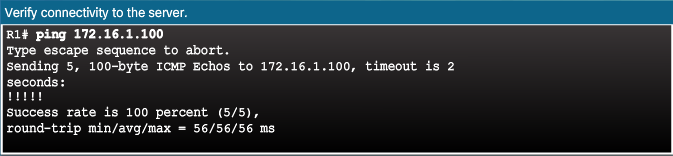 Verify connectivity to the server.
R1# ping 172.16.1.100
Type escape sequence to abort.
Sending 5, 100-byte ICMP Echos to 172.16.1.100, timeout is 2
seconds:
!!!!!
Success rate is 100 percent (5/5),
round-trip min/avg/max = 56/56/56 ms